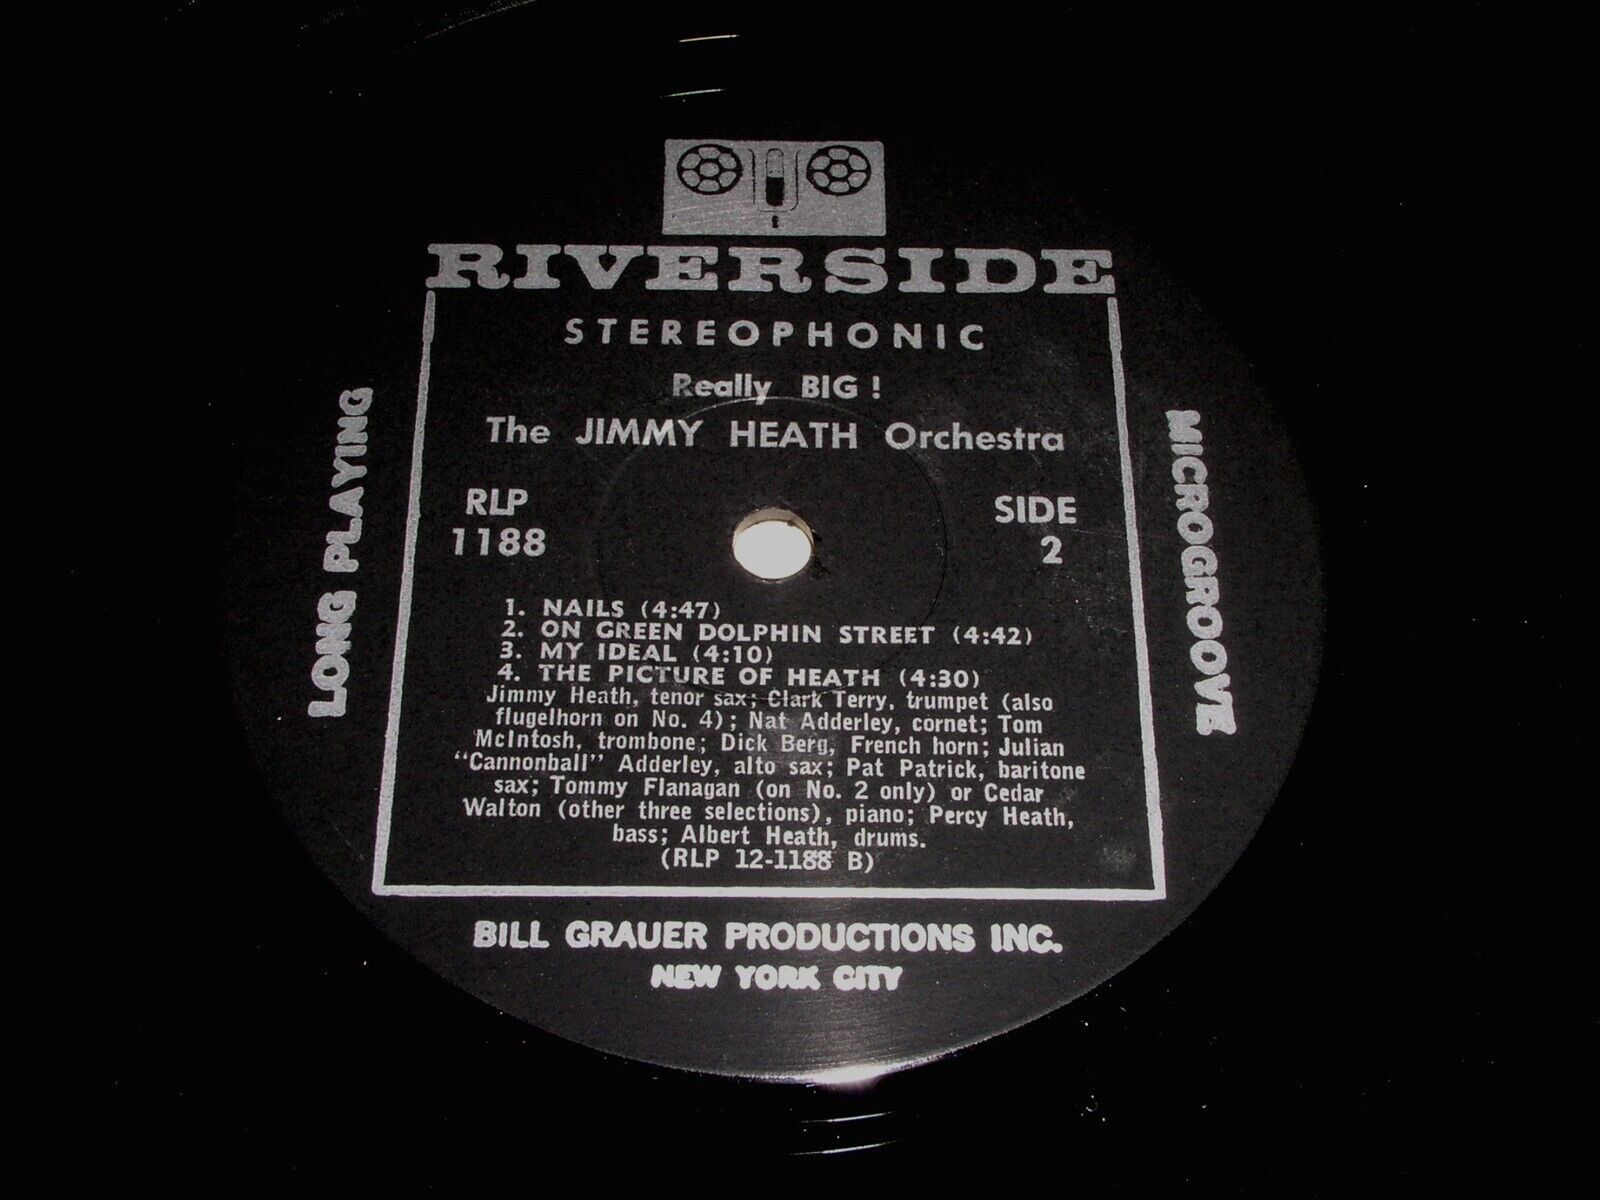 RIVERSIDE
STEREOPHONIC
Really BIG !
The JIMMY HEATH Orchestra
RLP
1188
SIDE
2
LONG PLAYING
MICROGROOVE
1. NAILS (4:47)
2. ON GREEN DOLPHIN STREET (4:42)
3. MY IDEAL (4:10)
4. THE PICTURE OF HEATH (4:30)
Jimmy Heath, tenor sax; Clark Terry, trumpet (also
flugelhorn on No. 4); Nat Adderley, cornet; Tom
McIntosh, trombone; Dick Berg, French horn; Julian
"Cannonball" Adderley, alto sax; Pat Patrick, baritone
sax; Tommy Flanagan (on No. 2 only) or Cedar
Walton (other three selections), piano; Percy Heath,
bass; Albert Heath, drums.
(RLP 12-1188 B)
BILL GRAUER PRODUCTIONS INC.
NEW YORK CITY